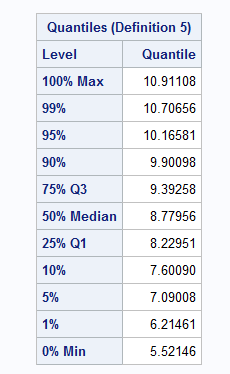 Quantiles (Definition 5)
Level Quantile
100% Max 10.91108
99% 10.70656
95% 10.16581
90% 9.90098
75% Q3 9.39258
50% Median 8.77956
25% Q1 8.22951
10% 7.60090
5% 7.09008
1% 6.21461
0% Min 5.52146